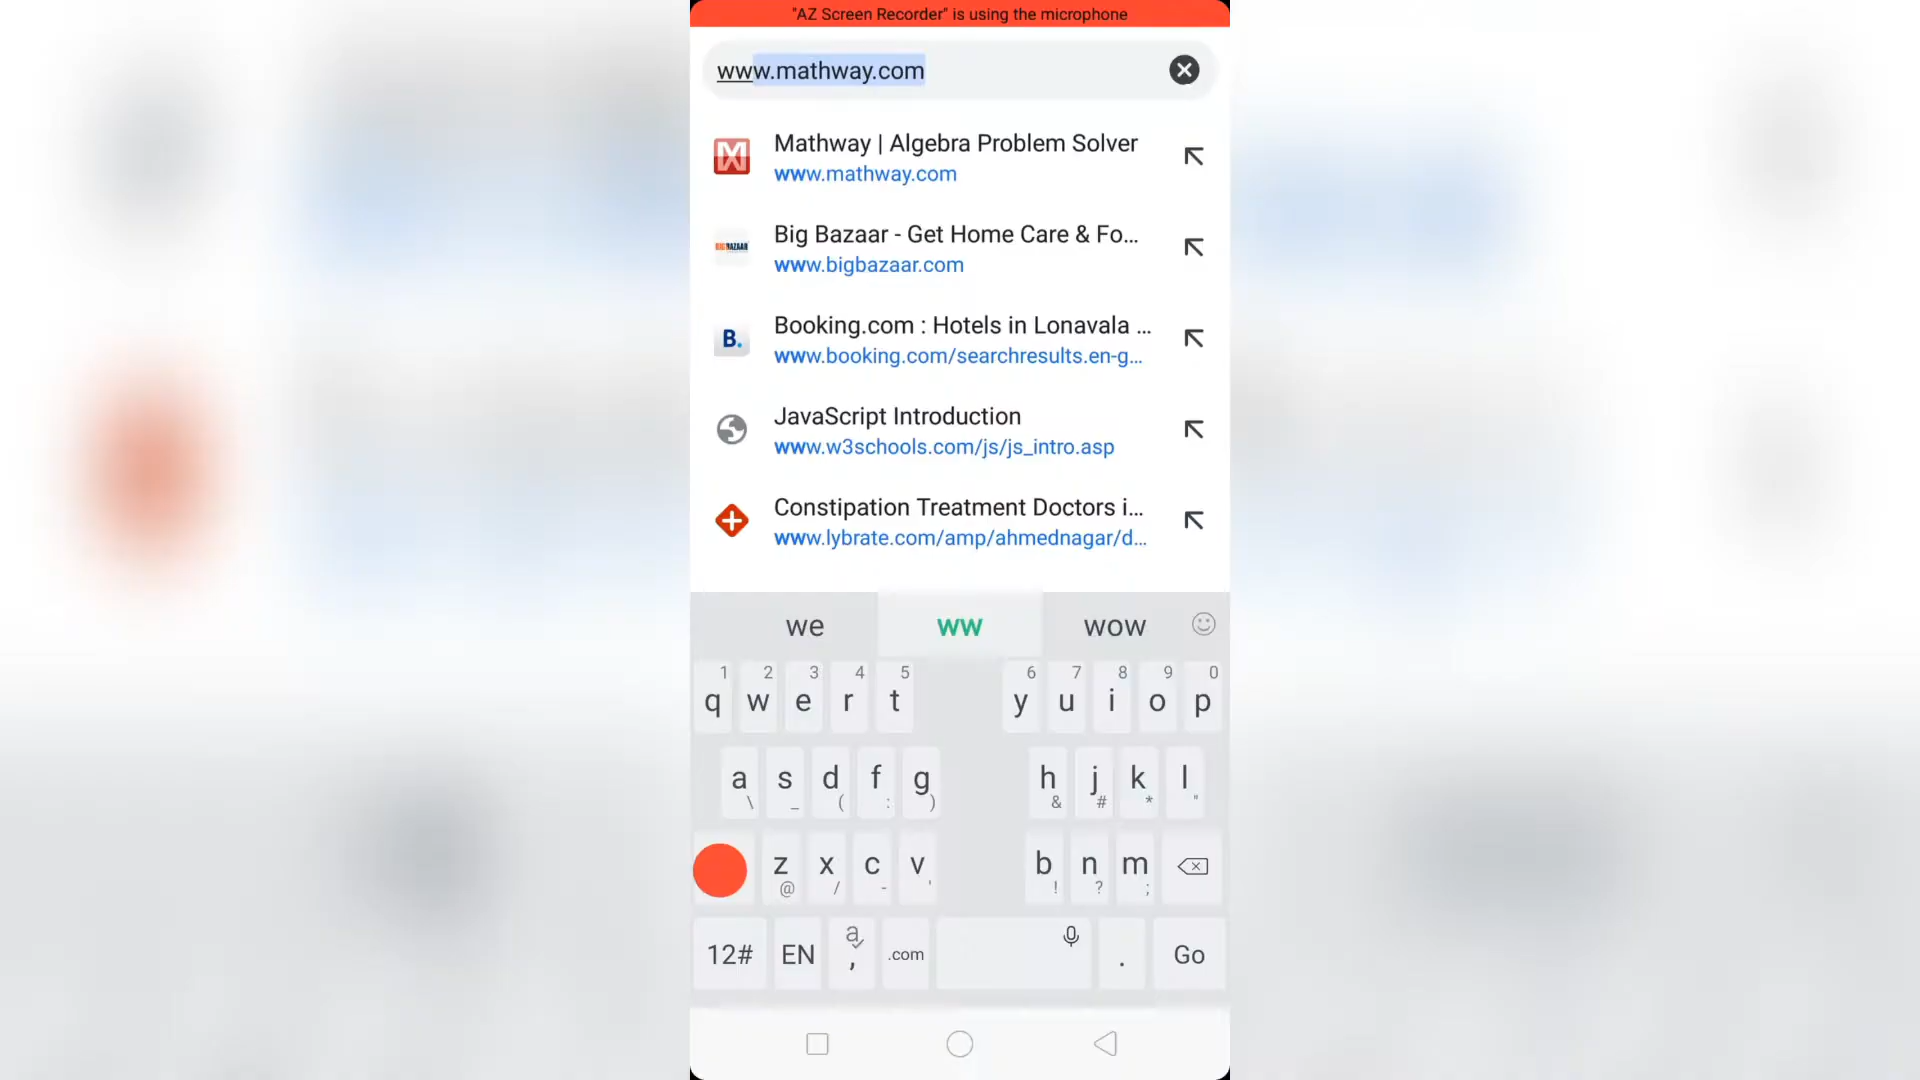 "AZ Screen Recorder" is using the microphone
www.mathway.com
Mathway | Algebra Problem Solver
www.mathway.com
BIG BAZAAR
Big Bazaar - Get Home Care & Fo...
www.bigbazaar.com
B.
Booking.com : Hotels in Lonavala ...
www.booking.com/searchresults.en-g...
JavaScript Introduction
www.w3schools.com/js/js_intro.asp
Constipation Treatment Doctors i...
www.lybrate.com/amp/ahmednagar/d...
we ww wow
1 2 3 4 5 6 7 8 9 0
q w e r t y u i o p
a s d f g h j k l
\ _ ( : ) & # * "
z x c v b n m
@ / - ' ! ? ;
12# EN a , .com . Go